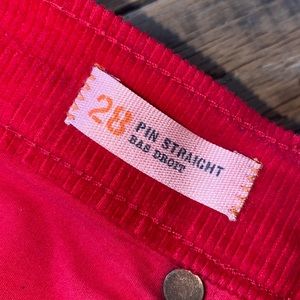 28
PIN STRAIGHT
BAS DROIT